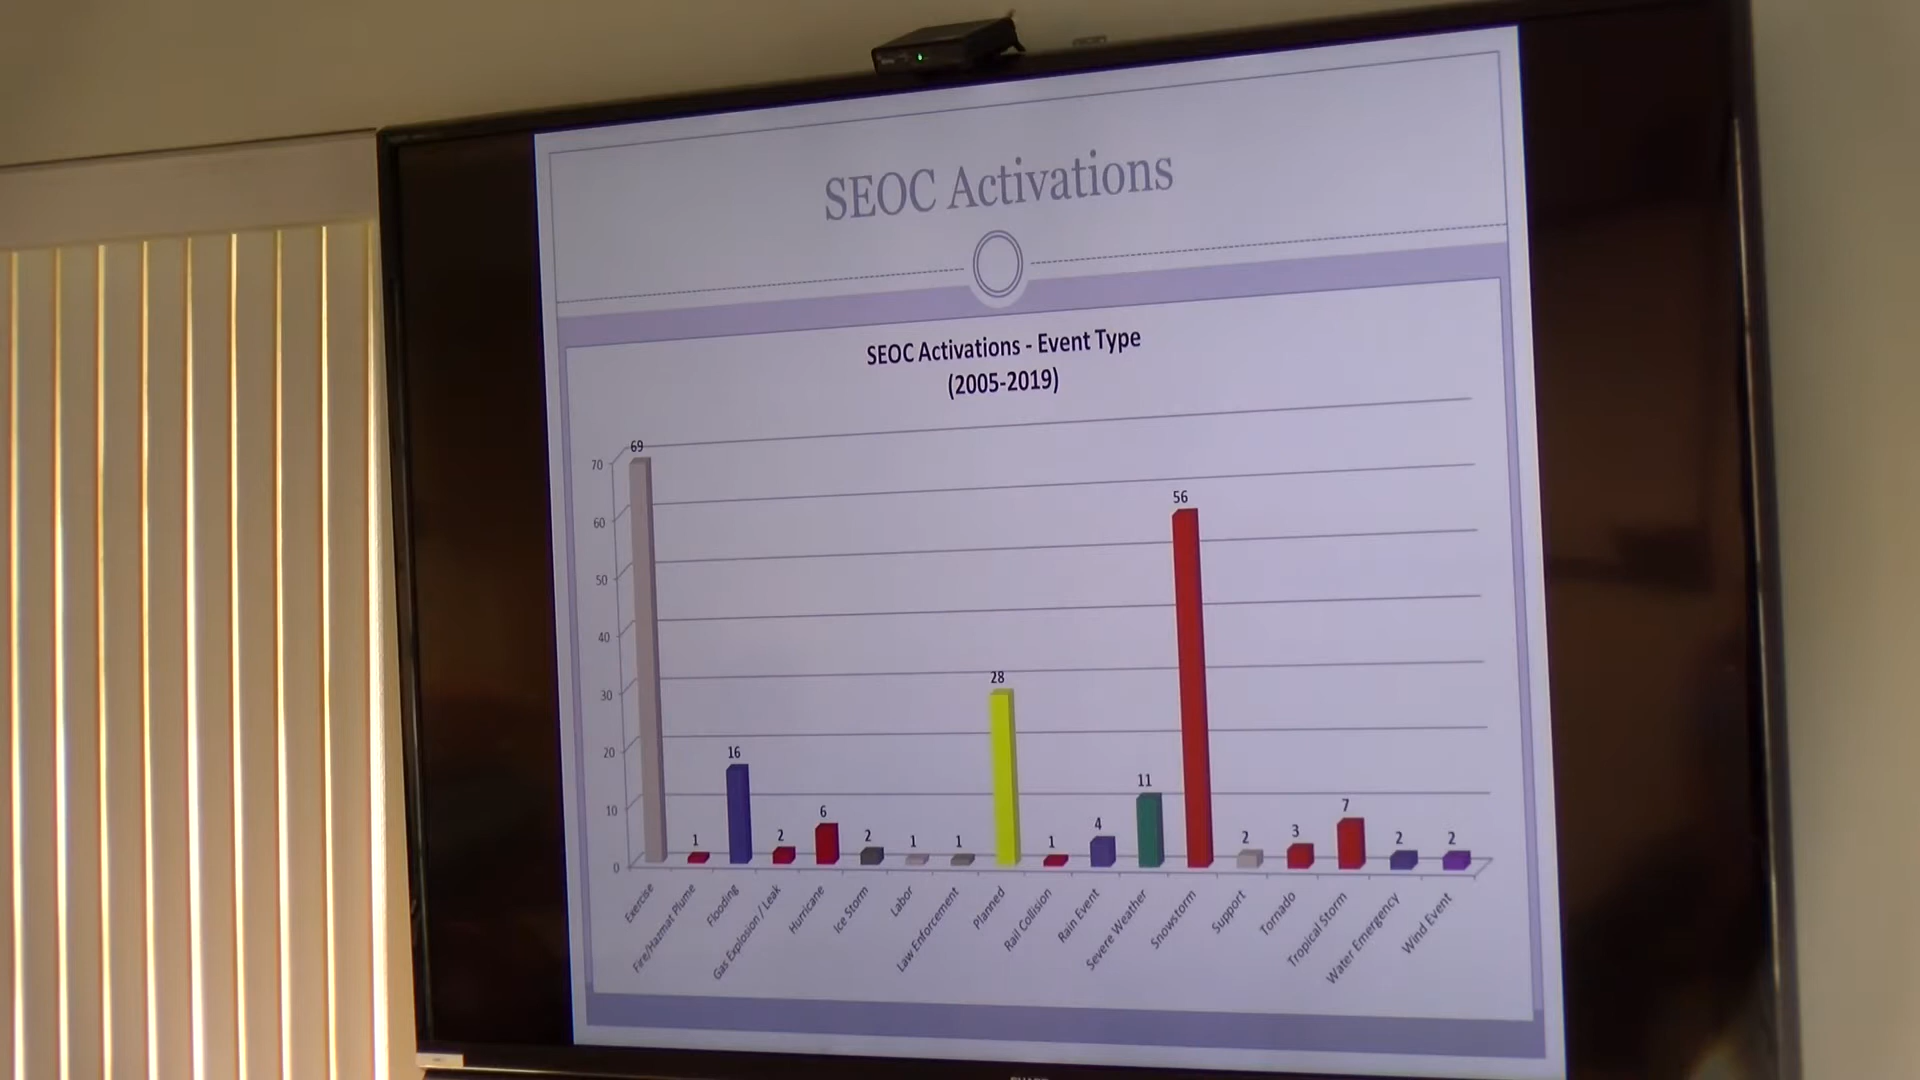 SEOC Activations
SEOC Activations - Event Type
(2005-2019)
70
60
50
40
30
20
10
0
69
1
16
2
6
2
1
1
28
1
4
11
56
2
3
7
2
2
Exercise
Fire/Hazmat Plume
Flooding
Gas Explosion / Leak
Hurricane
Ice Storm
Labor
Law Enforcement
Planned
Rail Collision
Rain Event
Severe Weather
Snowstorm
Support
Tornado
Tropical Storm
Water Emergency
Wind Event